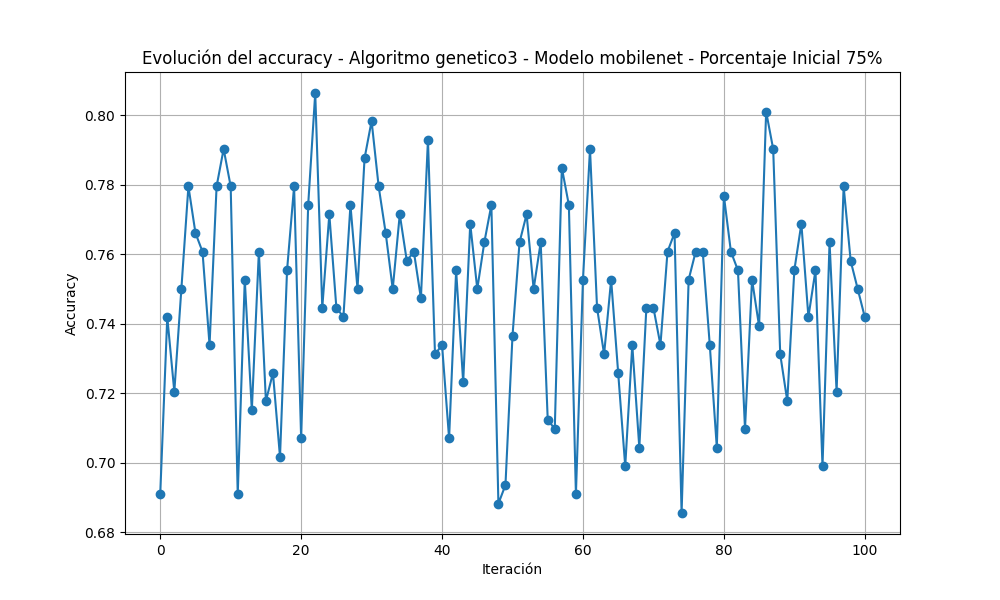 Evolución del accuracy - Algoritmo genetico3 - Modelo mobilenet - Porcentaje Inicial 75%
Accuracy
0.80
0.78
0.76
0.74
0.72
0.70
0.68
0 20 40 60 80 100
Iteración